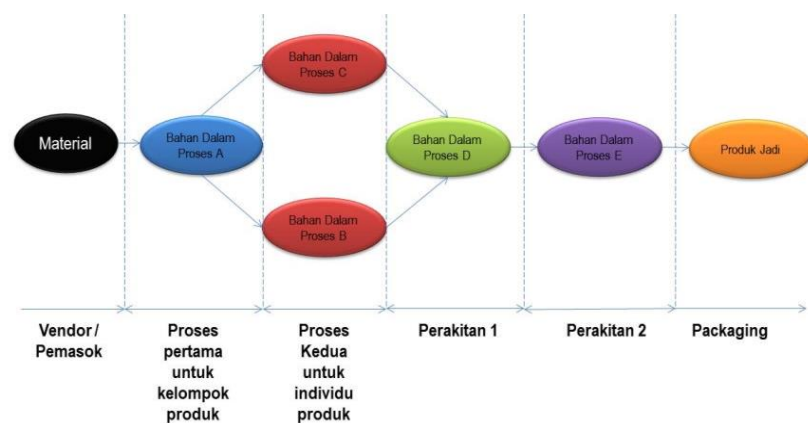 Bahan Dalam
Proses C
Material
Bahan Dalam
Proses A
Bahan Dalam
Proses D
Bahan Dalam
Proses E
Produk Jadi
Bahan Dalam
Proses B
Vendor /
Pemasok
Proses
pertama
untuk
kelompok
produk
Proses
Kedua
untuk
individu
produk
Perakitan 1
Perakitan 2
Packaging